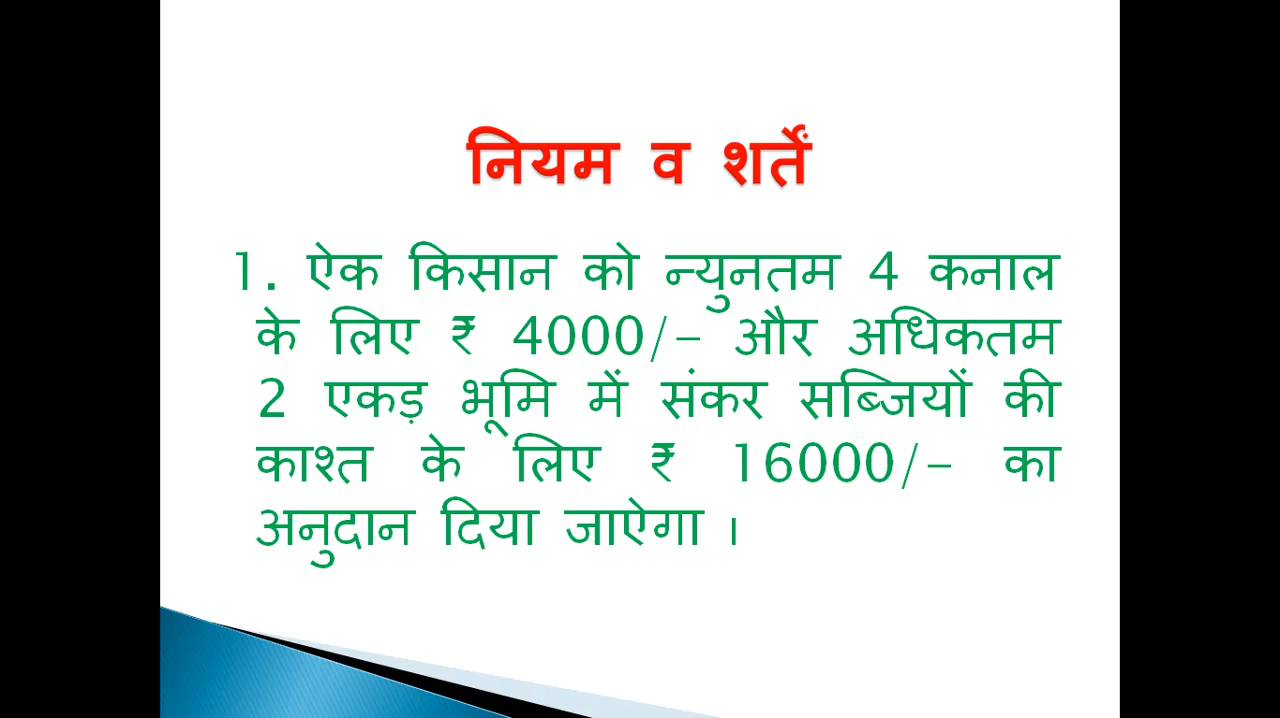 नियम व शर्तें
1. ऐक किसान को न्युनतम 4 कनाल
के लिए ₹ 4000/- और अधिकतम
2 एकड़ भूमि में संकर सब्जियों की
काश्त के लिए ₹ 16000/- का
अनुदान दिया जाऐगा ।